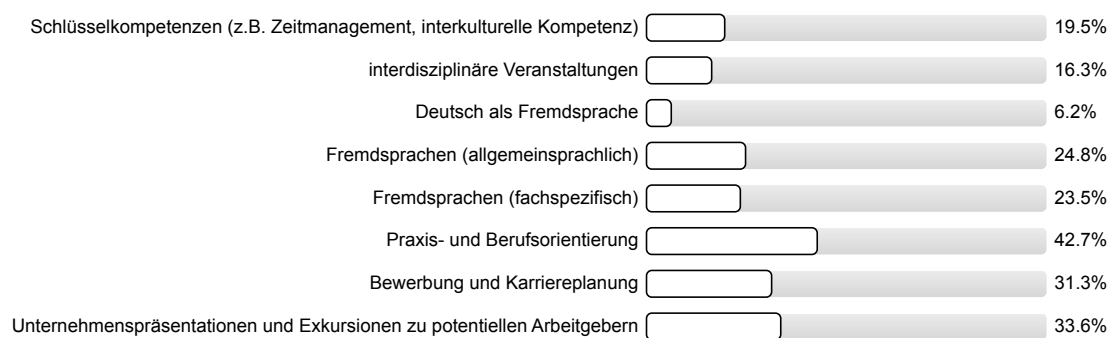 Schlüsselkompetenzen (z.B. Zeitmanagement, interkulturelle Kompetenz) 19.5%
interdisziplinäre Veranstaltungen 16.3%
Deutsch als Fremdsprache 6.2%
Fremdsprachen (allgemeinsprachlich) 24.8%
Fremdsprachen (fachspezifisch) 23.5%
Praxis- und Berufsorientierung 42.7%
Bewerbung und Karriereplanung 31.3%
Unternehmenspräsentationen und Exkursionen zu potentiellen Arbeitgebern 33.6%